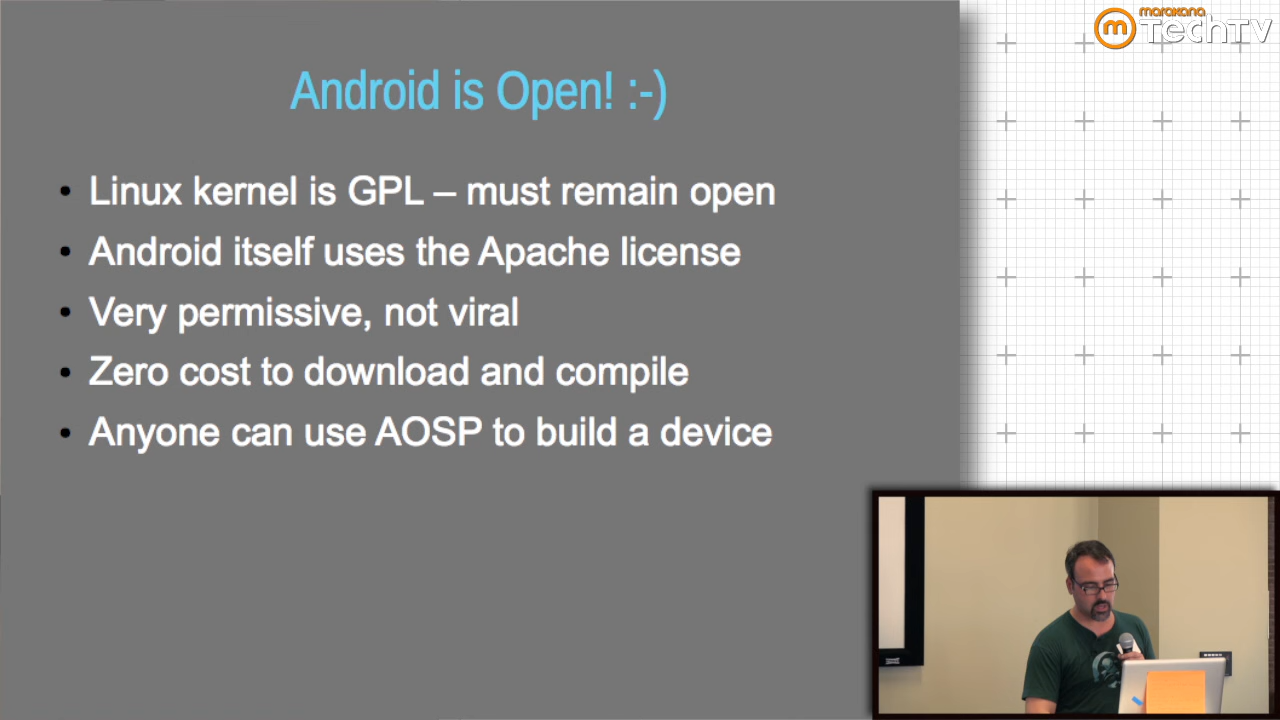 marakana
m TechTV
Android is Open! :-)
• Linux kernel is GPL – must remain open
• Android itself uses the Apache license
• Very permissive, not viral
• Zero cost to download and compile
• Anyone can use AOSP to build a device